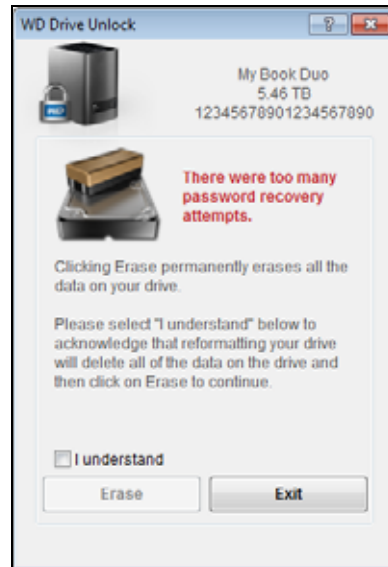 WD Drive Unlock
My Book Duo
5.46 TB
12345678901234567890
There were too many
password recovery
attempts.
Clicking Erase permanently erases all the
data on your drive.
Please select "I understand" below to
acknowledge that reformatting your drive
will delete all of the data on the drive and
then click on Erase to continue.
I understand
Erase
Exit